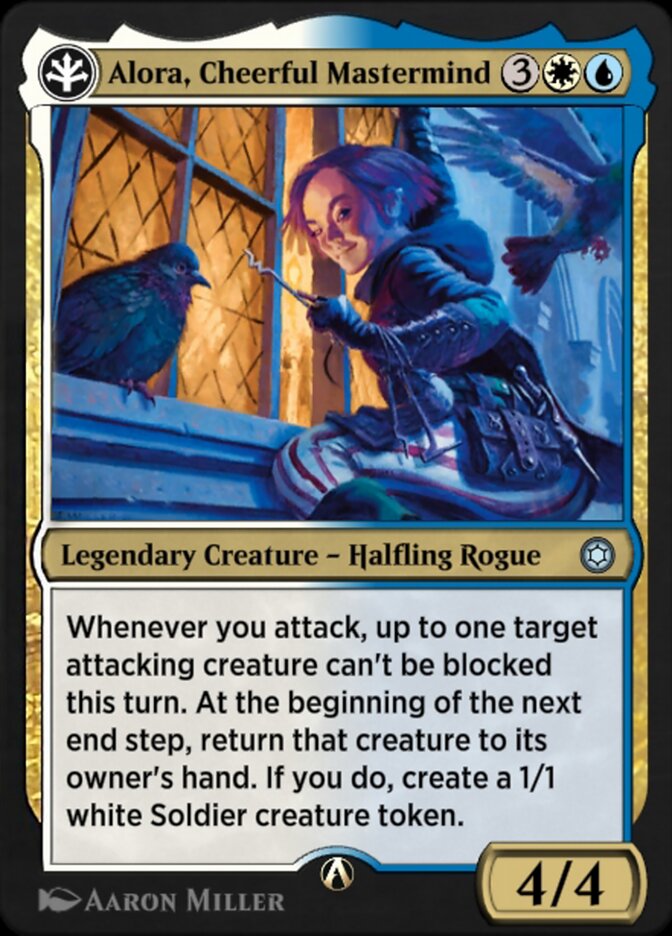 Alora, Cheerful Mastermind 3
Legendary Creature – Halfling Rogue
Whenever you attack, up to one target
attacking creature can't be blocked
this turn. At the beginning of the next
end step, return that creature to its
owner's hand. If you do, create a 1/1
white Soldier creature token.
4/4
Aaron Miller